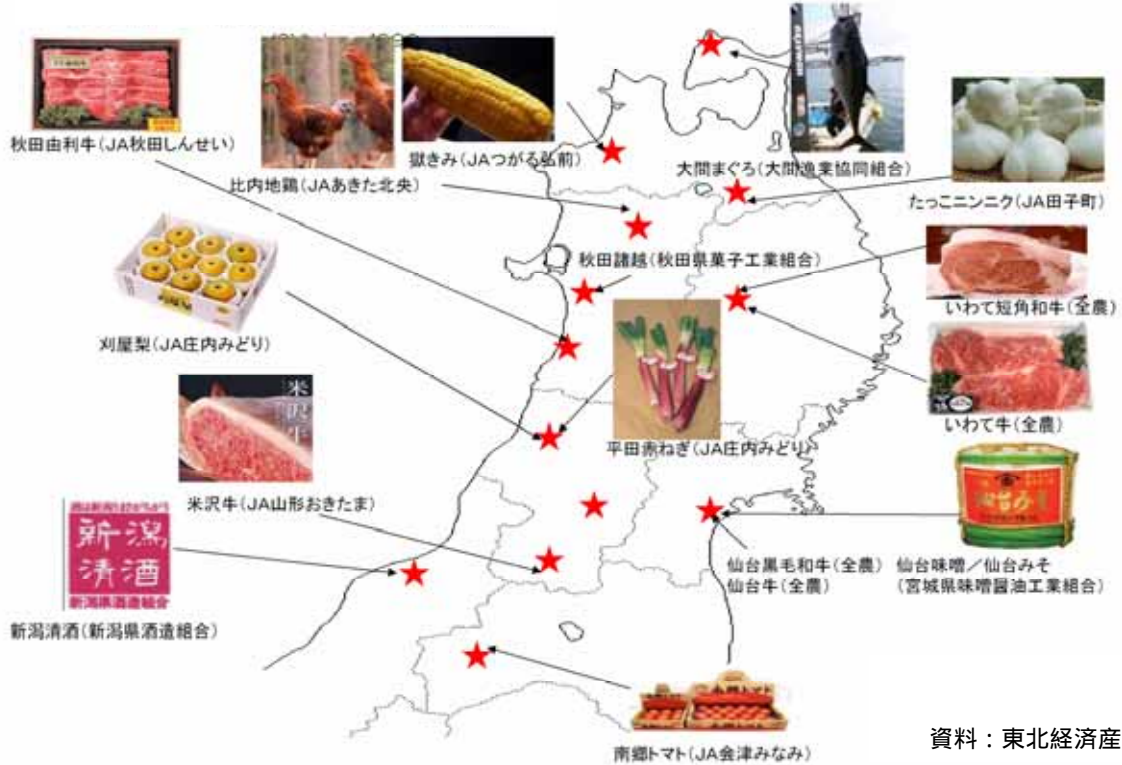 秋田由利牛(JA秋田しんせい)
比内地鶏(JAあきた北央)
嶽きみ(JAつがる弘前)
大間まぐろ(大間漁業協同組合)
たっこニンニク(JA田子町)
秋田諸越(秋田県菓子工業組合)
いわて短角和牛(全農)
刈屋梨(JA庄内みどり)
いわて牛(全農)
平田赤ねぎ(JA庄内みどり)
米沢牛
米沢牛(JA山形おきたま)
新潟
清酒
新潟県酒造組合
新潟清酒(新潟県酒造組合)
仙台黒毛和牛(全農)
仙台牛(全農)
仙台みそ
仙台味噌/仙台みそ
(宮城県味噌醤油工業組合)
南郷トマト
南郷トマト(JA会津みなみ)
資料:東北経済産